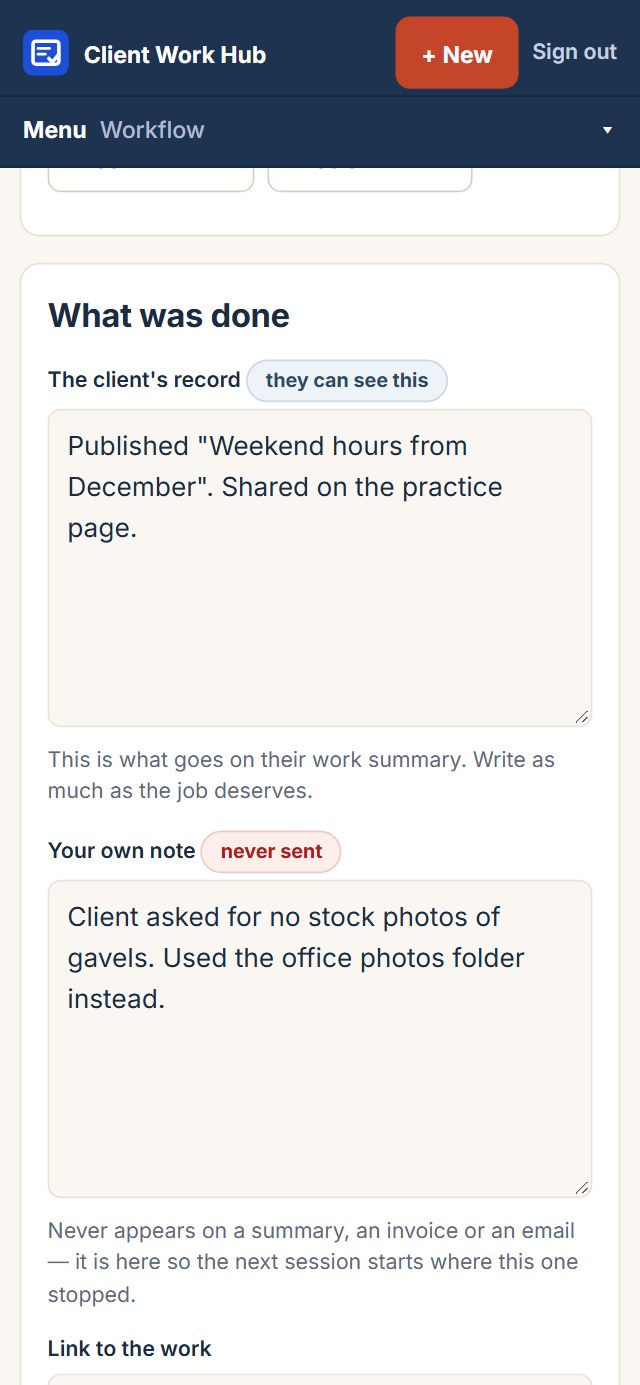 Client Work Hub
+ New
Sign out
Menu Workflow
What was done
The client's record they can see this
Published "Weekend hours from
December". Shared on the practice
page.
This is what goes on their work summary. Write as
much as the job deserves.
Your own note never sent
Client asked for no stock photos of
gavels. Used the office photos folder
instead.
Never appears on a summary, an invoice or an email
— it is here so the next session starts where this one
stopped.
Link to the work